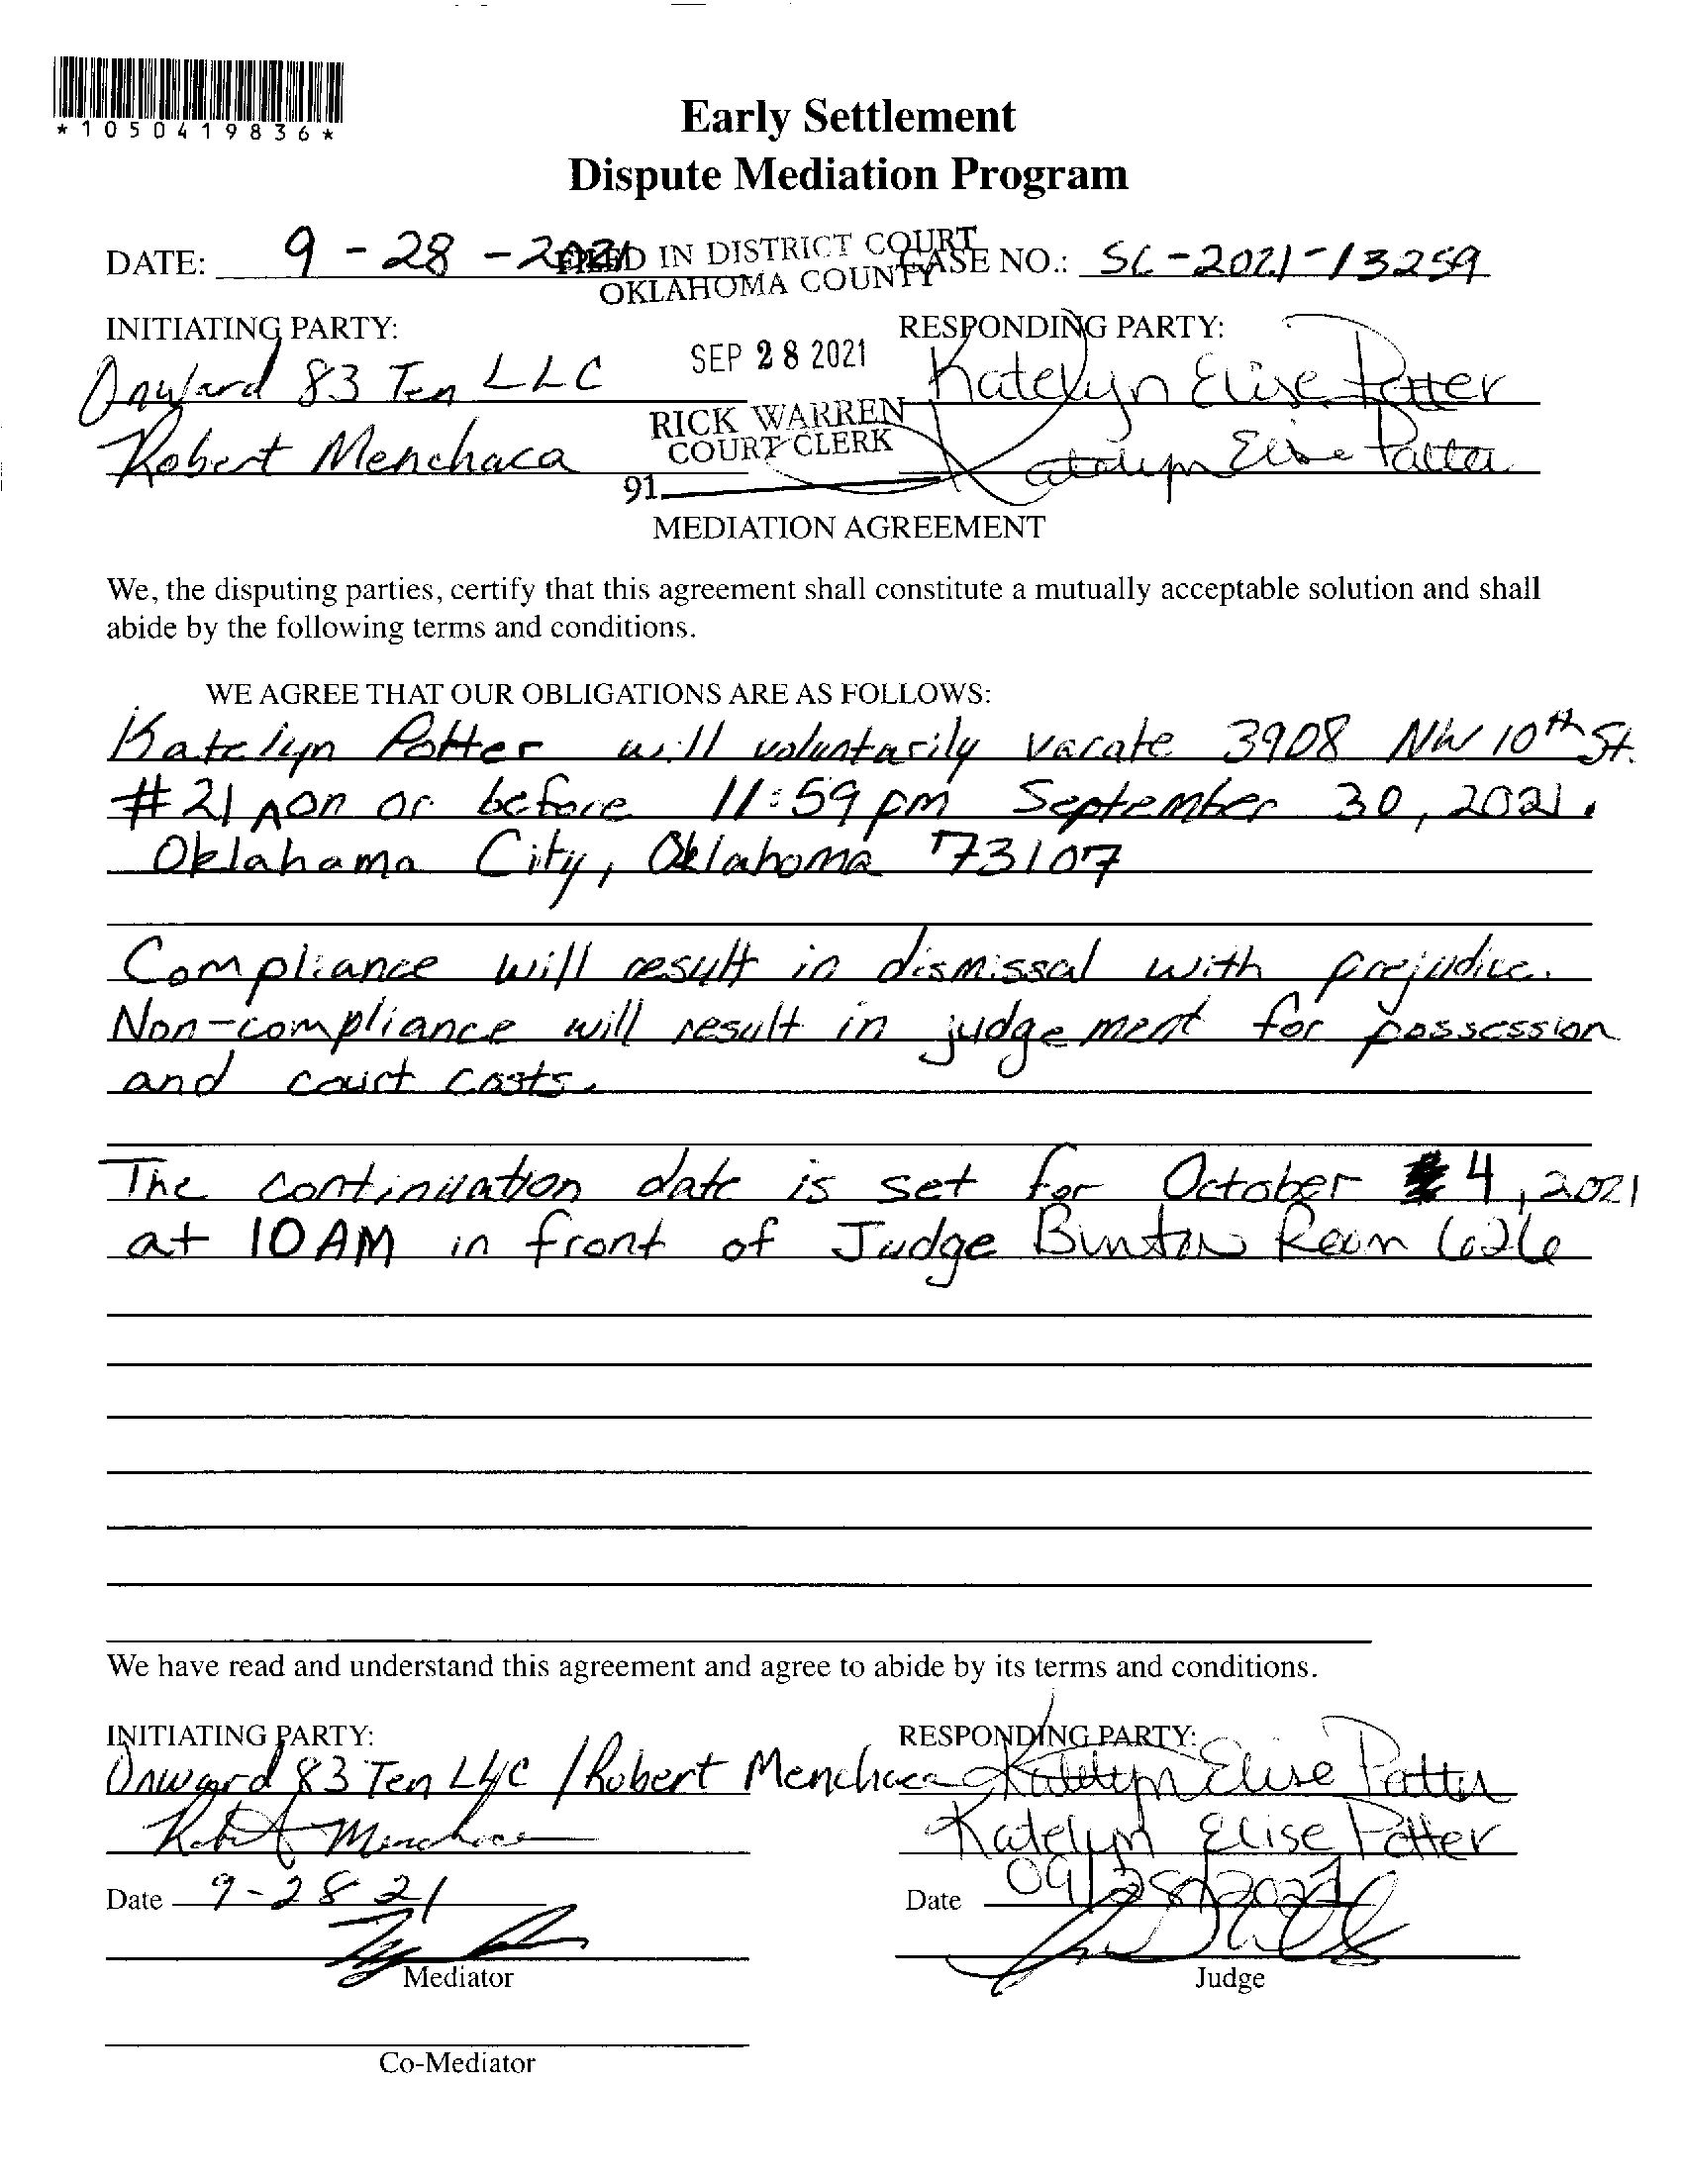 *1050419836*
Early Settlement
Dispute Mediation Program
DATE: 9-28-2021 CASE NO.: SC-2021-13259
FILED IN DISTRICT COURT
OKLAHOMA COUNTY
SEP 28 2021
RICK WARREN
COURT CLERK
91
INITIATING PARTY:
Onward 83 Ten LLC
Robert Menchaca
RESPONDING PARTY:
Katelyn Elise Potter
Katelyn Elise Potter
MEDIATION AGREEMENT
We, the disputing parties, certify that this agreement shall constitute a mutually acceptable solution and shall
abide by the following terms and conditions.
WE AGREE THAT OUR OBLIGATIONS ARE AS FOLLOWS:
Katelyn Potter will voluntarily vacate 3908 NW 10th St.
#21 ^ on or before 11:59 pm September 30, 2021.
Oklahoma City, Oklahoma 73107
Compliance will result in dismissal with prejudice.
Non-compliance will result in judgement for possession
and court costs.
The continuation date is set for October 4, 2021
at 10 AM in front of Judge Room 626
We have read and understand this agreement and agree to abide by its terms and conditions.
INITIATING PARTY:
Onward 83 Ten LLC / Robert Menchaca
Robert Menchaca
Date 9-28 21
Mediator
Co-Mediator
RESPONDING PARTY:
Katelyn Elise Potter
Katelyn Elise Potter
Date 09/28/2021
Judge